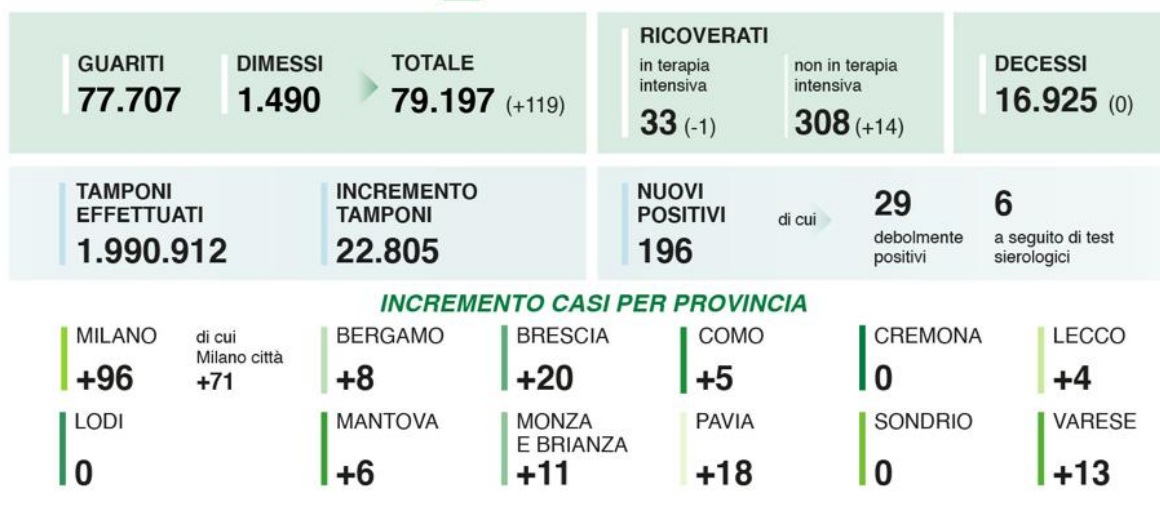 GUARITI
77.707
DIMESSI
1.490
TOTALE
79.197 (+119)
RICOVERATI
in terapia
intensiva
33 (-1)
non in terapia
intensiva
308 (+14)
DECESSI
16.925 (0)
TAMPONI
EFFETTUATI
1.990.912
INCREMENTO
TAMPONI
22.805
NUOVI
POSITIVI
196
di cui
29
debolmente
positivi
6
a seguito di test
sierologici
INCREMENTO CASI PER PROVINCIA
MILANO
+96
di cui
Milano città
+71
BERGAMO
+8
BRESCIA
+20
COMO
+5
CREMONA
0
LECCO
+4
LODI
0
MANTOVA
+6
MONZA
E BRIANZA
+11
PAVIA
+18
SONDRIO
0
VARESE
+13